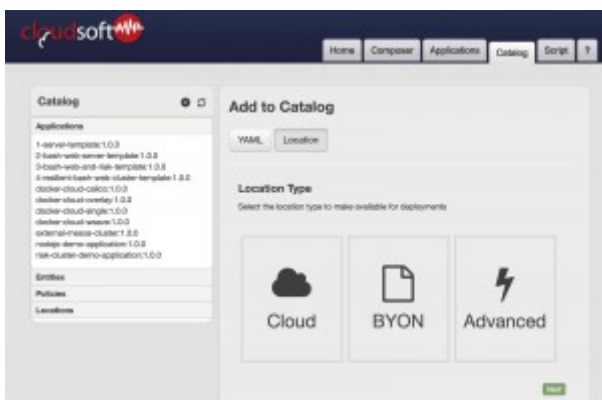 cloudsoft
Home Composer Applications Catalog Script ?
Catalog
Applications
1-server-template:1.0.0
2-bash-web-server-template:1.0.0
3-bash-web-and-riak-template:1.0.0
4-resilient-bash-web-cluster-template:1.0.0
docker-cloud-calico:1.0.0
docker-cloud-overlay:1.0.0
docker-cloud-single:1.0.0
docker-cloud-weave:1.0.0
external-mesos-cluster:1.0.0
nodejs-demo-application:1.0.0
riak-cluster-demo-application:1.0.0
Entities
Policies
Locations
Add to Catalog
YAML Location
Location Type
Select the location type to make available for deployments
Cloud BYON Advanced
Next